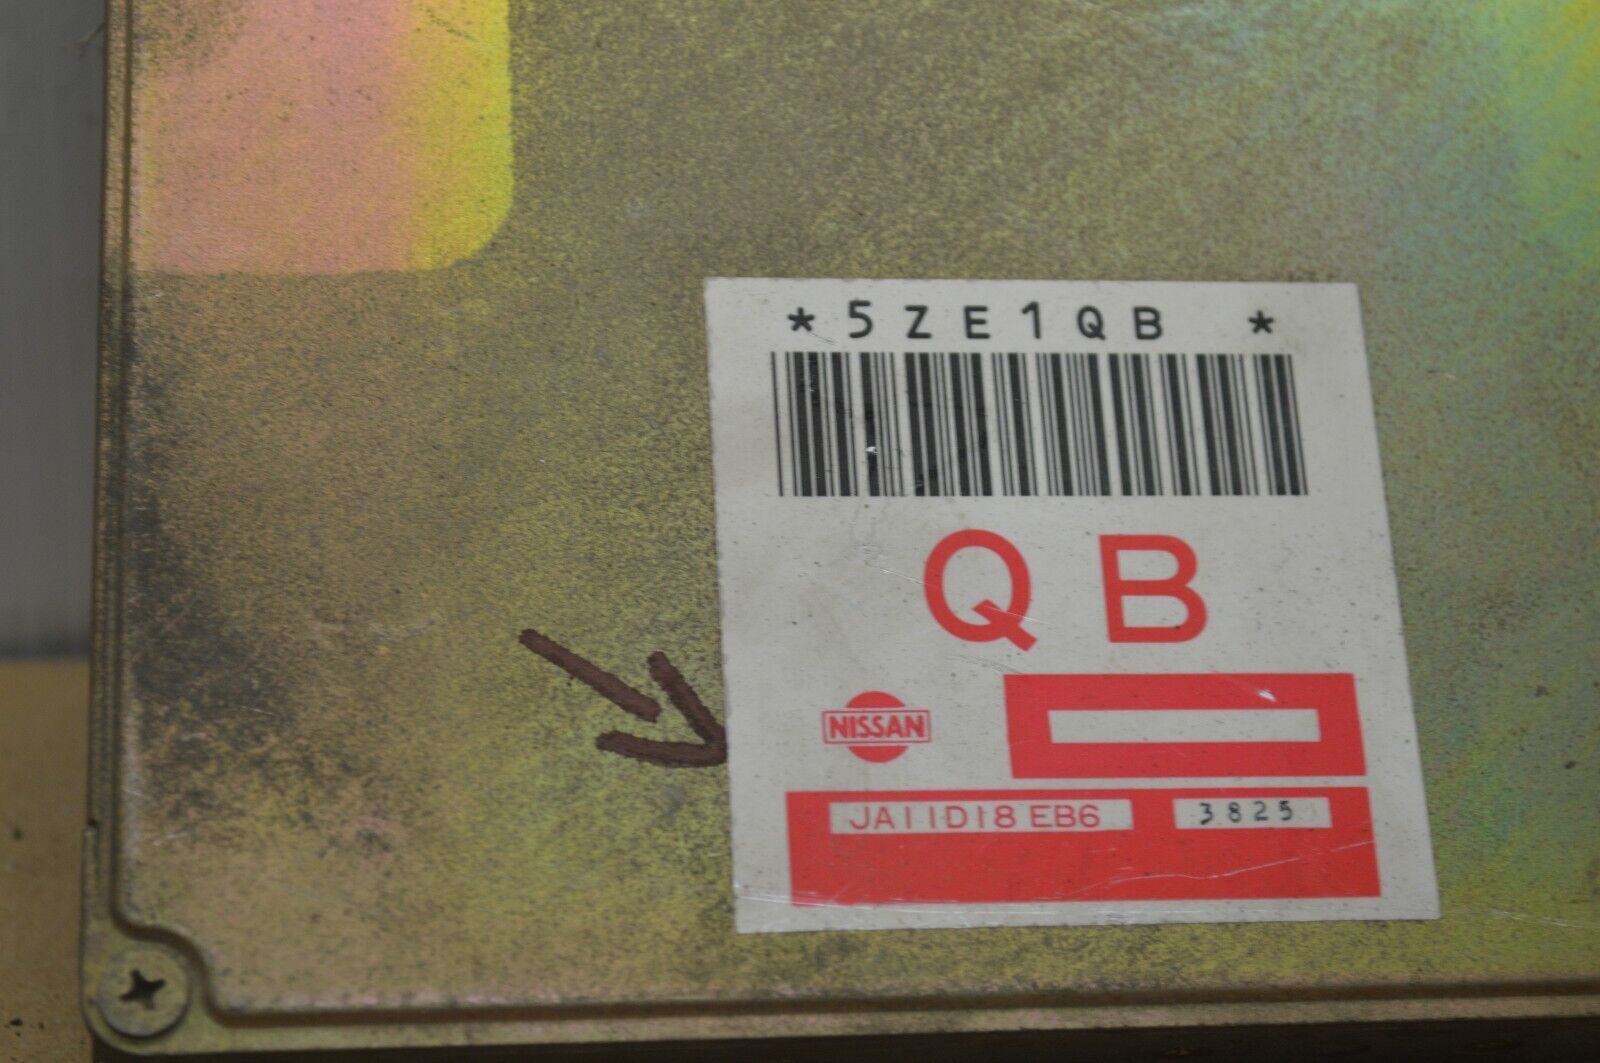 *5ZE1QB *
QB
NISSAN
JA11D18 EB6 3825